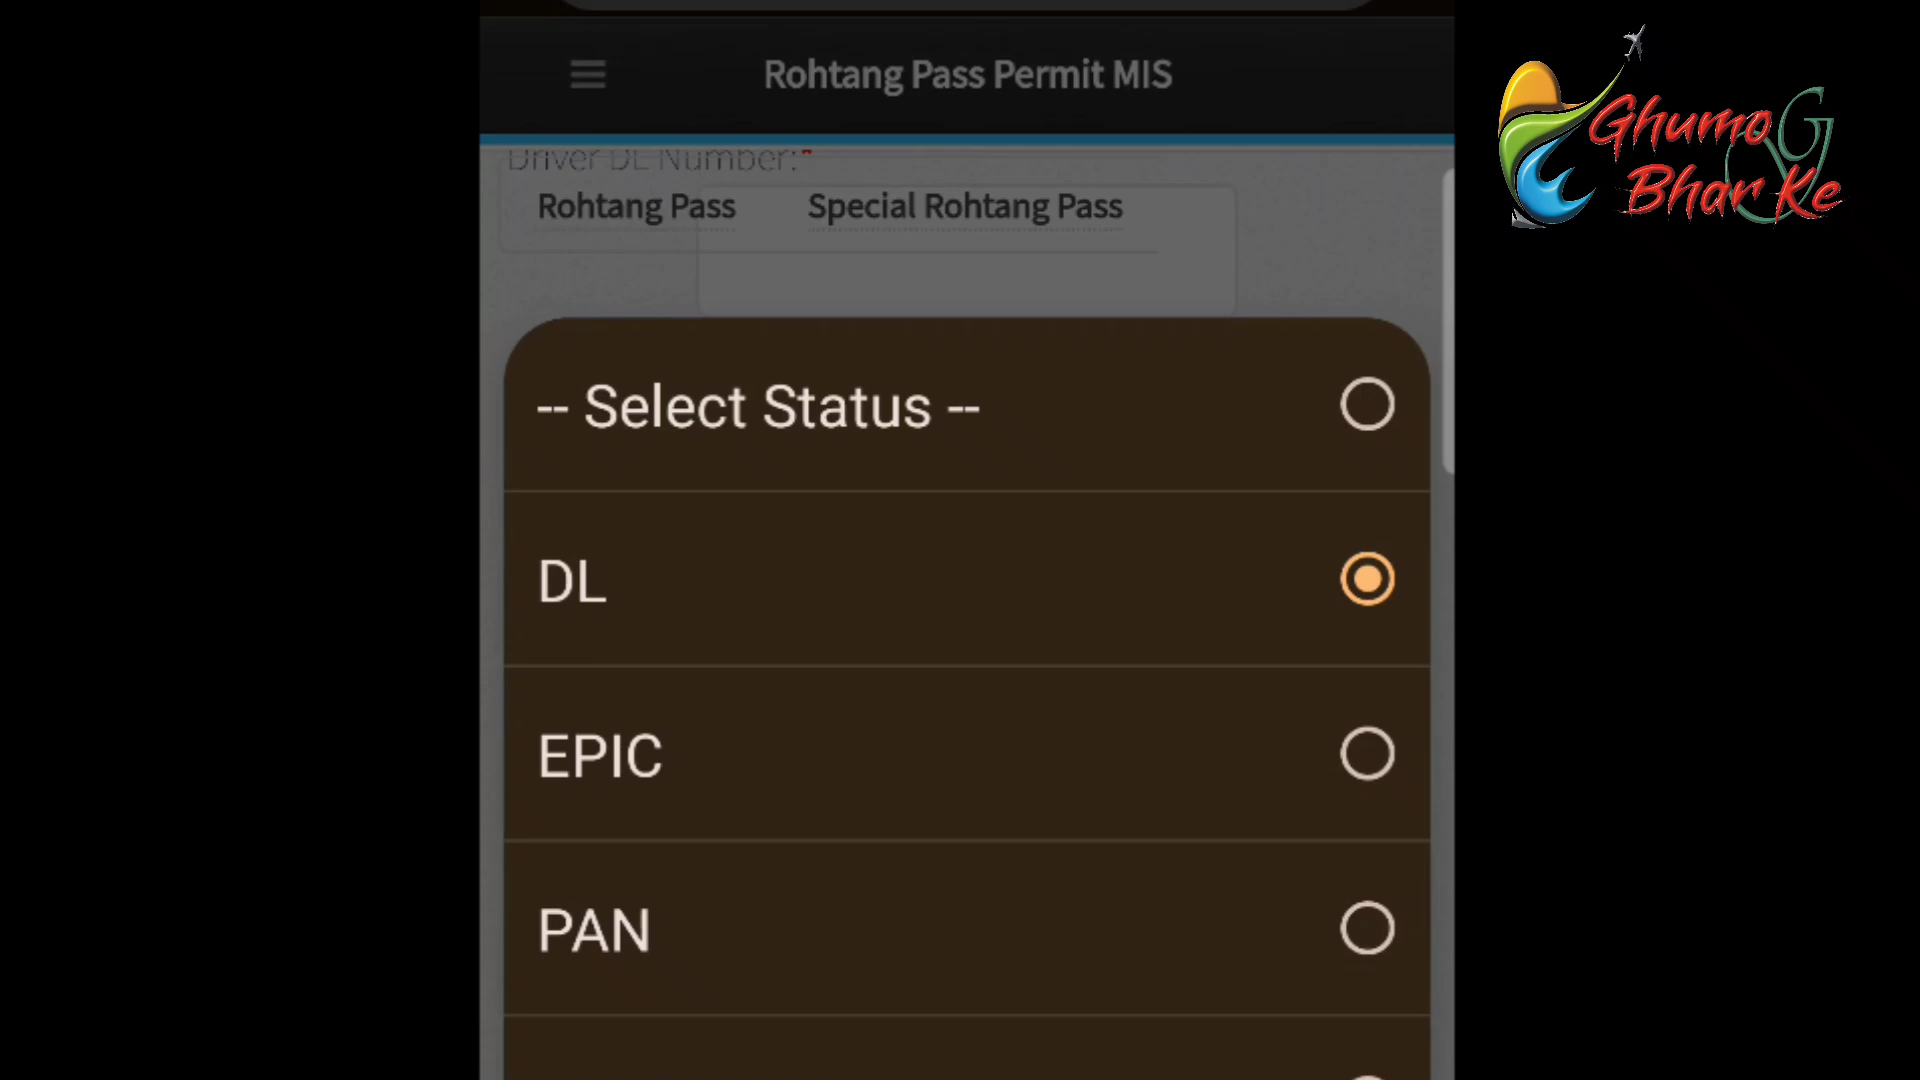 Rohtang Pass Permit MIS
Driver DL Number:*
Rohtang Pass Special Rohtang Pass
-- Select Status --
DL
EPIC
PAN
Ghumo G
Bhar Ke